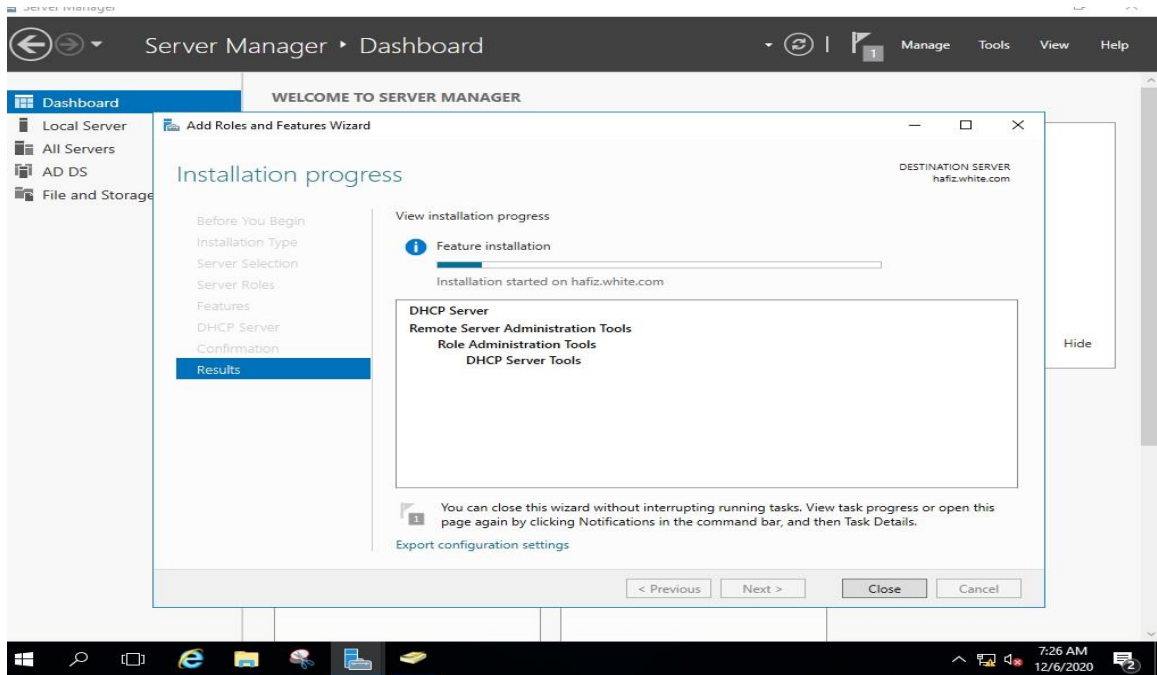 Server Manager
Server Manager ‣ Dashboard
1
Manage Tools View Help
Dashboard
Local Server
All Servers
AD DS
File and Storage
WELCOME TO SERVER MANAGER
Add Roles and Features Wizard
Installation progress
DESTINATION SERVER
hafiz.white.com
Before You Begin
Installation Type
Server Selection
Server Roles
Features
DHCP Server
Confirmation
Results
View installation progress
Feature installation
Installation started on hafiz.white.com
DHCP Server
Remote Server Administration Tools
Role Administration Tools
DHCP Server Tools
1
You can close this wizard without interrupting running tasks. View task progress or open this
page again by clicking Notifications in the command bar, and then Task Details.
Export configuration settings
< Previous Next > Close Cancel
Hide
7:26 AM
12/6/2020
2